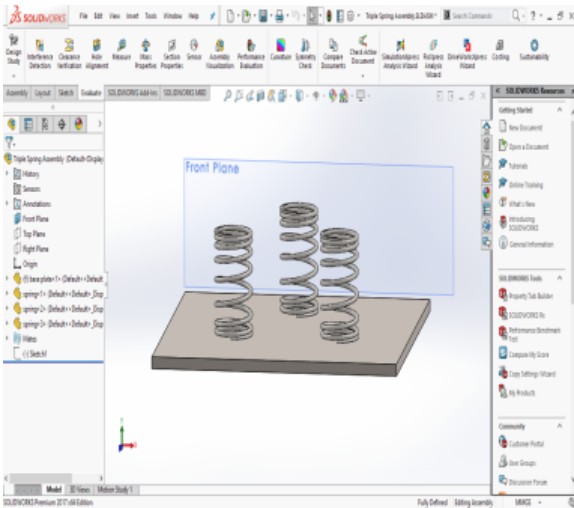 SOLIDWORKS
File Edit View Insert Tools Window Help
Triple Spring Assembly.SLDASM *
Search Commands
Design Study
Interference Detection
Clearance Verification
Hole Alignment
Measure
Mass Properties
Section Properties
Sensor
Assembly Visualization
Performance Evaluation
Curvature
Symmetry Check
Compare Documents
Check Active Document
SimulationXpress Analysis Wizard
FloXpress Analysis Wizard
DriveWorksXpress Wizard
Costing
Sustainability
Assembly Layout Sketch Evaluate SOLIDWORKS Add-Ins SOLIDWORKS MBD
Triple Spring Assembly (Default<Display
History
Sensors
Annotations
Front Plane
Top Plane
Right Plane
Origin
(f) base plate<1> (Default<<Default
spring<1> (Default<<Default>_Disp
spring<2> (Default<<Default>_Disp
spring<3> (Default<<Default>_Disp
Mates
(-) Sketch1
Front Plane
SOLIDWORKS Resources
Getting Started
New Document
Open a Document
Tutorials
Online Training
What's New
Introducing SOLIDWORKS
General Information
SOLIDWORKS Tools
Property Tab Builder
SOLIDWORKS Rx
Performance Benchmark Test
Compare My Score
Copy Settings Wizard
My Products
Community
Customer Portal
User Groups
Discussion Forum
Model 3D Views Motion Study 1
SOLIDWORKS Premium 2017 x64 Edition
Fully Defined Editing Assembly MMGS